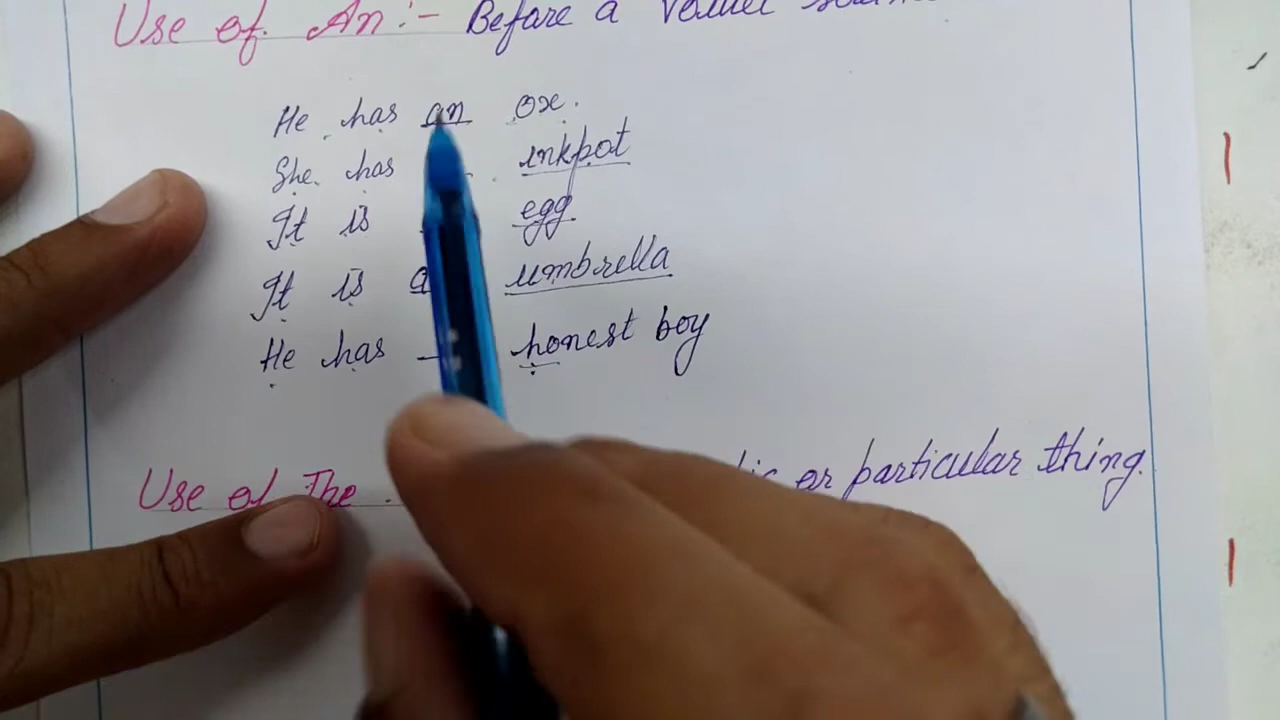 Use of An :- Before a Vowel
He has an Ox.
She has inkpot
It is egg
It is umbrella
He has honest boy
Use of The or particular thing.